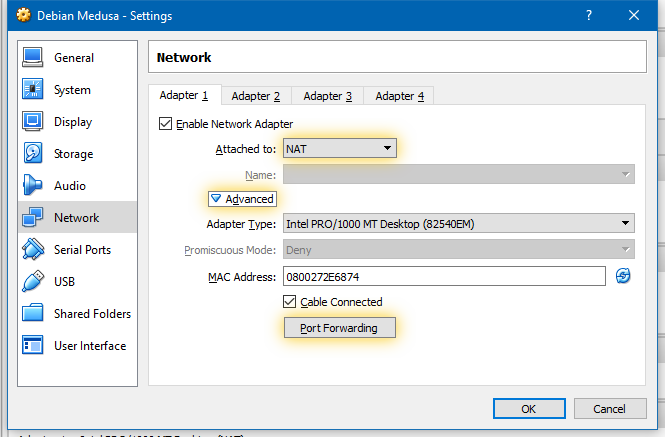 Debian Medusa - Settings
?
General
System
Display
Storage
Audio
Network
Serial Ports
USB
Shared Folders
User Interface
Network
Adapter 1 Adapter 2 Adapter 3 Adapter 4
Enable Network Adapter
Attached to: NAT
Name:
Advanced
Adapter Type: Intel PRO/1000 MT Desktop (82540EM)
Promiscuous Mode: Deny
MAC Address: 0800272E6874
Cable Connected
Port Forwarding
OK Cancel